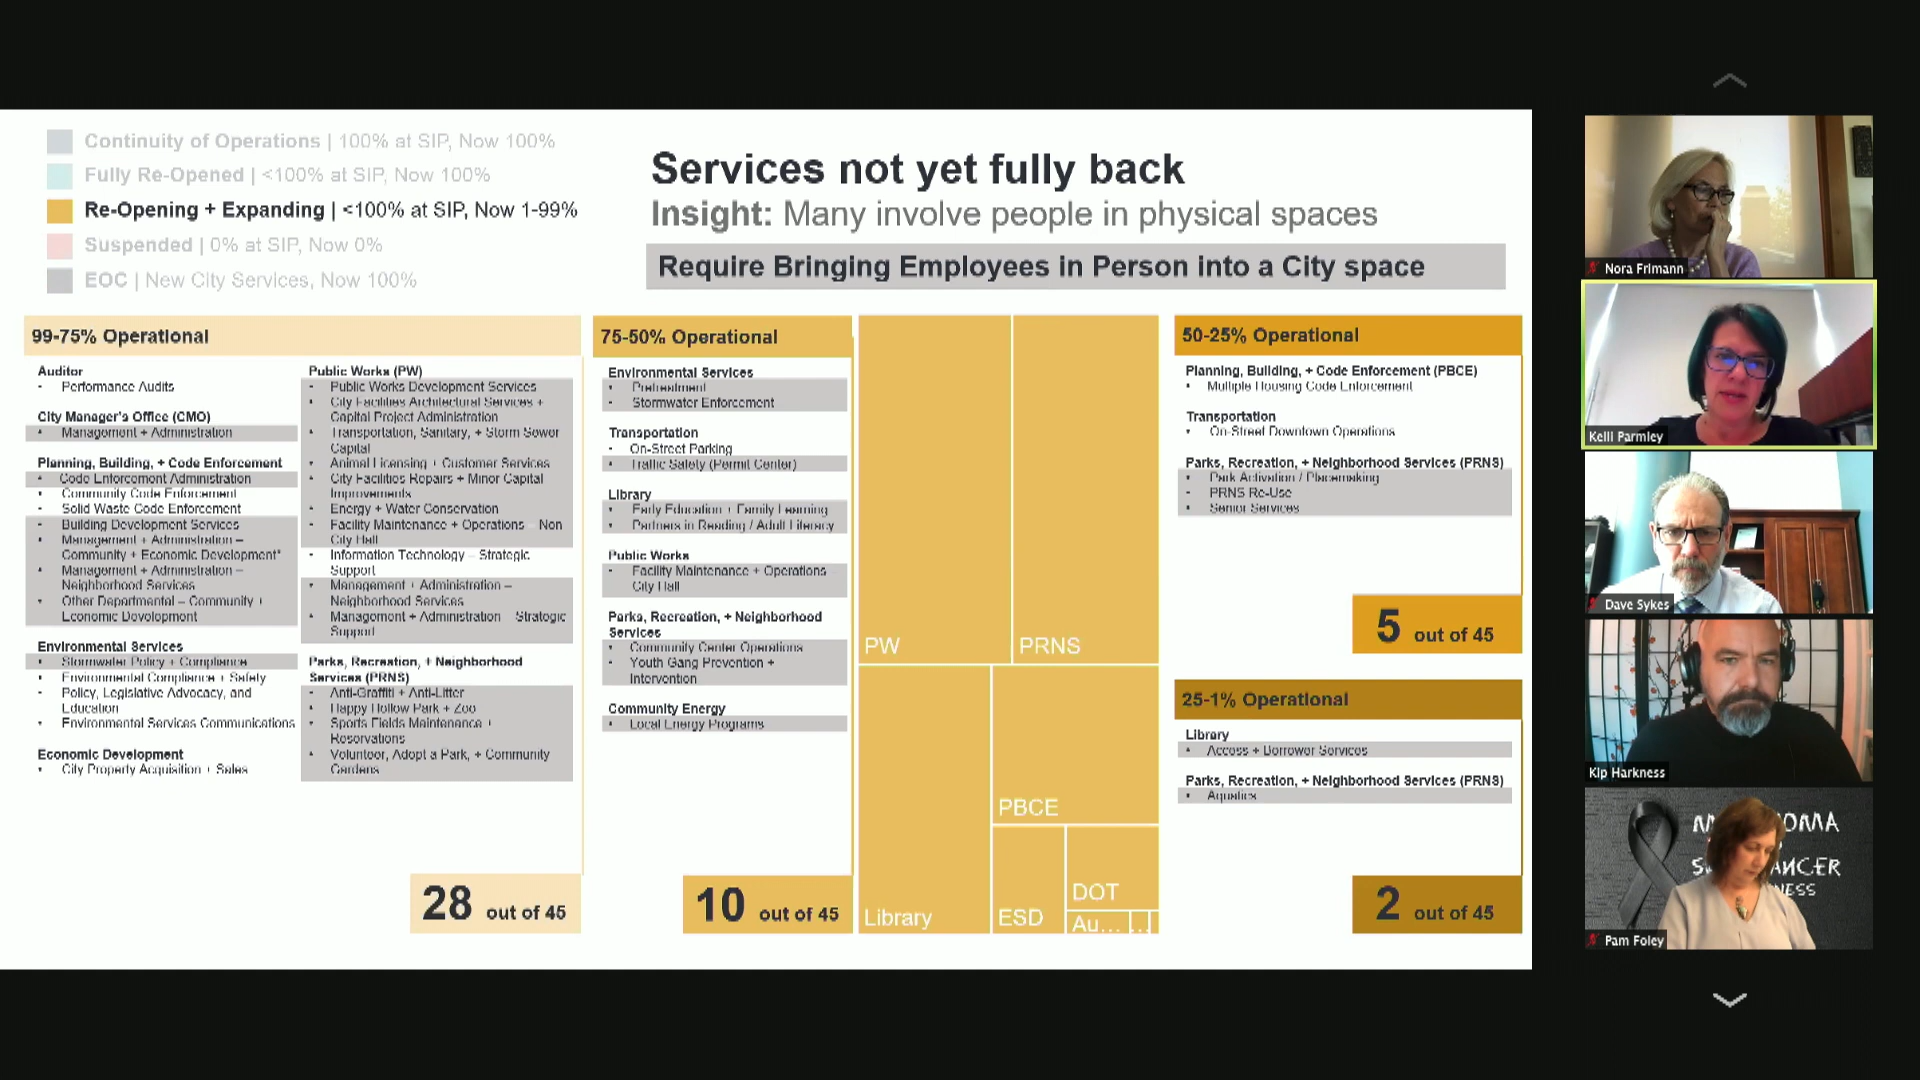 Continuity of Operations | 100% at SIP, Now 100%
Fully Re-Opened | <100% at SIP, Now 100%
Re-Opening + Expanding | <100% at SIP, Now 1-99%
Suspended | 0% at SIP, Now 0%
EOC | New City Services, Now 100%
Services not yet fully back
Insight: Many involve people in physical spaces
Require Bringing Employees in Person into a City space
99-75% Operational
Auditor
- Performance Audits
City Manager's Office (CMO)
• Management + Administration
Planning, Building, + Code Enforcement
• Code Enforcement Administration
- Community Code Enforcement
- Solid Waste Code Enforcement
- Building Development Services
• Management + Administration –
Community + Economic Development*
• Management + Administration –
Neighborhood Services
• Other Departmental – Community +
Economic Development
Environmental Services
• Stormwater Policy + Compliance
• Environmental Compliance + Safety
- Policy, Legislative Advocacy, and
Education
• Environmental Services Communications
Economic Development
• City Property Acquisition + Sales
Public Works (PW)
• Public Works Development Services
• City Facilities Architectural Services +
Capital Project Administration
• Transportation, Sanitary, + Storm Sewer
Capital
• Animal Licensing + Customer Services
• City Facilities Repairs + Minor Capital
Improvements
• Energy + Water Conservation
• Facility Maintenance + Operations – Non
City Hall
• Information Technology – Strategic
Support
• Management + Administration –
Neighborhood Services
• Management + Administration – Strategic
Support
Parks, Recreation, + Neighborhood
Services (PRNS)
• Anti-Graffiti + Anti-Litter
• Happy Hollow Park + Zoo
• Sports Fields Maintenance +
Reservations
• Volunteer, Adopt a Park, + Community
Gardens
28 out of 45
75-50% Operational
Environmental Services
• Pretreatment
• Stormwater Enforcement
Transportation
- On-Street Parking
• Traffic Safety (Permit Center)
Library
• Early Education + Family Learning
• Partners in Reading / Adult Literacy
Public Works
• Facility Maintenance + Operations –
City Hall
Parks, Recreation, + Neighborhood
Services
• Community Center Operations
• Youth Gang Prevention +
Intervention
Community Energy
• Local Energy Programs
10 out of 45
PW
PRNS
PBCE
Library
ESD
DOT
Au...
...
50-25% Operational
Planning, Building, + Code Enforcement (PBCE)
• Multiple Housing Code Enforcement
Transportation
• On-Street Downtown Operations
Parks, Recreation, + Neighborhood Services (PRNS)
• Park Activation / Placemaking
- PRNS Re-Use
• Senior Services
5 out of 45
25-1% Operational
Library
• Access + Borrower Services
Parks, Recreation, + Neighborhood Services (PRNS)
• Aquatics
2 out of 45
Nora Frimann
Kelli Parmley
Dave Sykes
Kip Harkness
Pam Foley